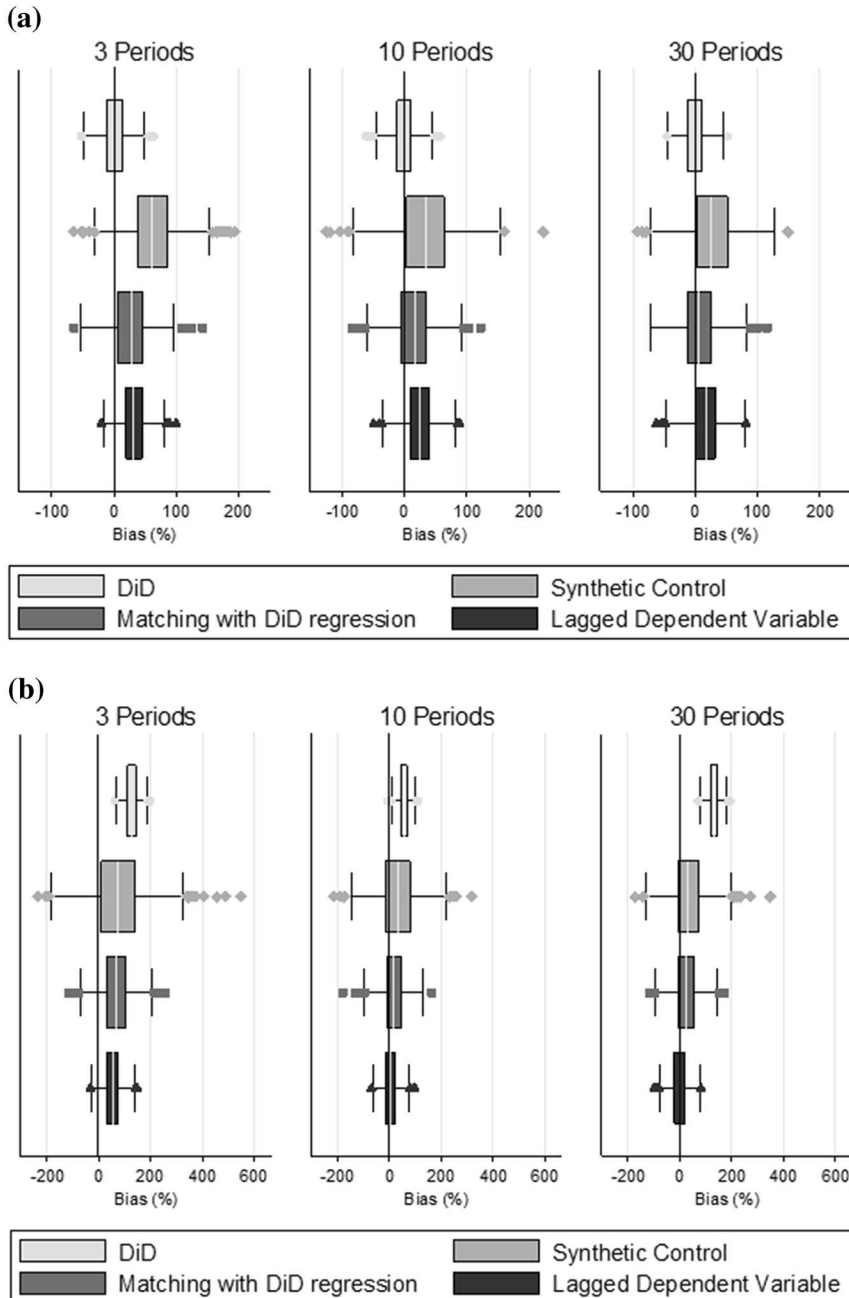 (a)
3 Periods 10 Periods 30 Periods
-100 0 100 200 -100 0 100 200 -100 0 100 200
Bias (%) Bias (%) Bias (%)
DiD Synthetic Control
Matching with DiD regression Lagged Dependent Variable
(b)
3 Periods 10 Periods 30 Periods
-200 0 200 400 600 -200 0 200 400 600 -200 0 200 400 600
Bias (%) Bias (%) Bias (%)
DiD Synthetic Control
Matching with DiD regression Lagged Dependent Variable